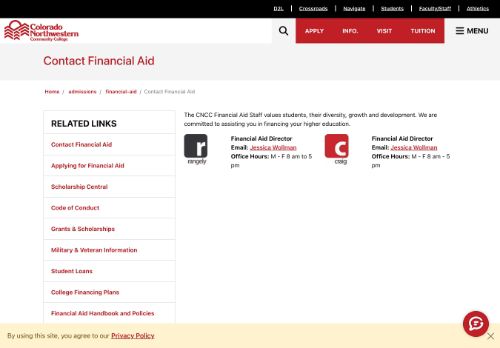 D2L | Crossroads | Navigate | Students | Faculty/Staff | Athletics
Colorado
Northwestern
Community College
APPLY INFO. VISIT TUITION MENU
Contact Financial Aid
Home / admissions / financial-aid / Contact Financial Aid
RELATED LINKS
Contact Financial Aid
Applying for Financial Aid
Scholarship Central
Code of Conduct
Grants & Scholarships
Military & Veteran Information
Student Loans
College Financing Plans
Financial Aid Handbook and Policies
The CNCC Financial Aid Staff values students, their diversity, growth and development. We are
committed to assisting you in financing your higher education.
r
rangely
Financial Aid Director
Email: Jessica Wollman
Office Hours: M - F 8 am to 5
pm
c
craig
Financial Aid Director
Email: Jessica Wollman
Office Hours: M - F 8 am - 5
pm
By using this site, you agree to our Privacy Policy